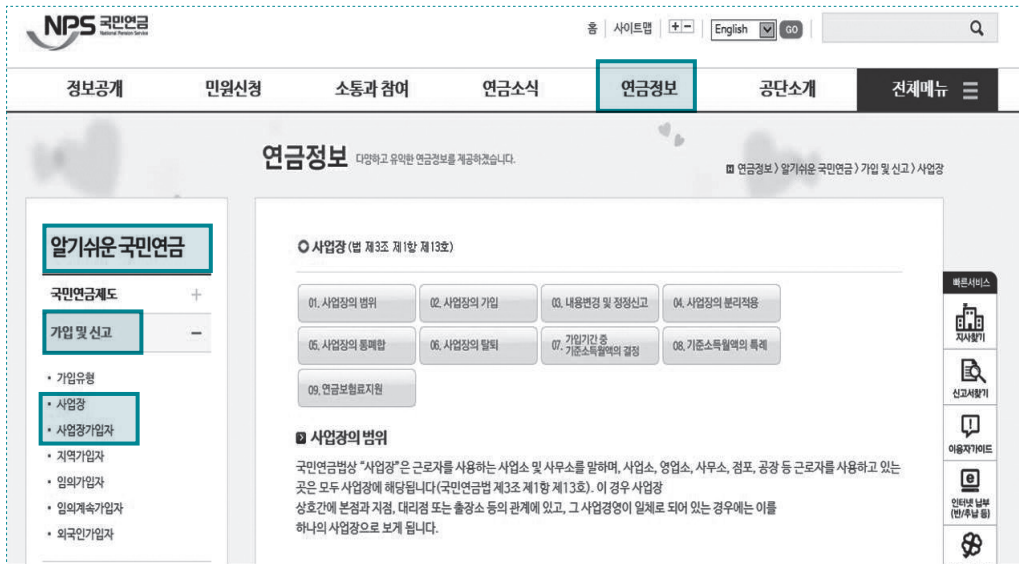 NPS 국민연금
National Pension Service
홈 사이트맵 + - English GO
정보공개 민원신청 소통과 참여 연금소식 연금정보 공단소개 전체메뉴
연금정보 다양하고 유익한 연금정보를 제공하겠습니다.
연금정보 > 알기쉬운 국민연금 > 가입 및 신고 > 사업장
알기쉬운 국민연금
국민연금제도 +
가입 및 신고 -
• 가입유형
• 사업장
• 사업장가입자
• 지역가입자
• 임의가입자
• 임의계속가입자
• 외국인가입자
사업장 (법 제3조 제1항 제13호)
01. 사업장의 범위 02. 사업장의 가입 03. 내용변경 및 정정신고 04. 사업장의 분리적용
05. 사업장의 통폐합 06. 사업장의 탈퇴 07. 가입기간 중 기준소득월액의 결정 08. 기준소득월액의 특례
09. 연금보험료지원
사업장의 범위
국민연금법상 “사업장”은 근로자를 사용하는 사업소 및 사무소를 말하며, 사업소, 영업소, 사무소, 점포, 공장 등 근로자를 사용하고 있는
곳은 모두 사업장에 해당됩니다(국민연금법 제3조 제1항 제13호). 이 경우 사업장
상호간에 본점과 지점, 대리점 또는 출장소 등의 관계에 있고, 그 사업경영이 일체로 되어 있는 경우에는 이를
하나의 사업장으로 보게 됩니다.
빠른서비스
지사찾기
신고서찾기
이용자가이드
인터넷 납부
(반/추납 등)